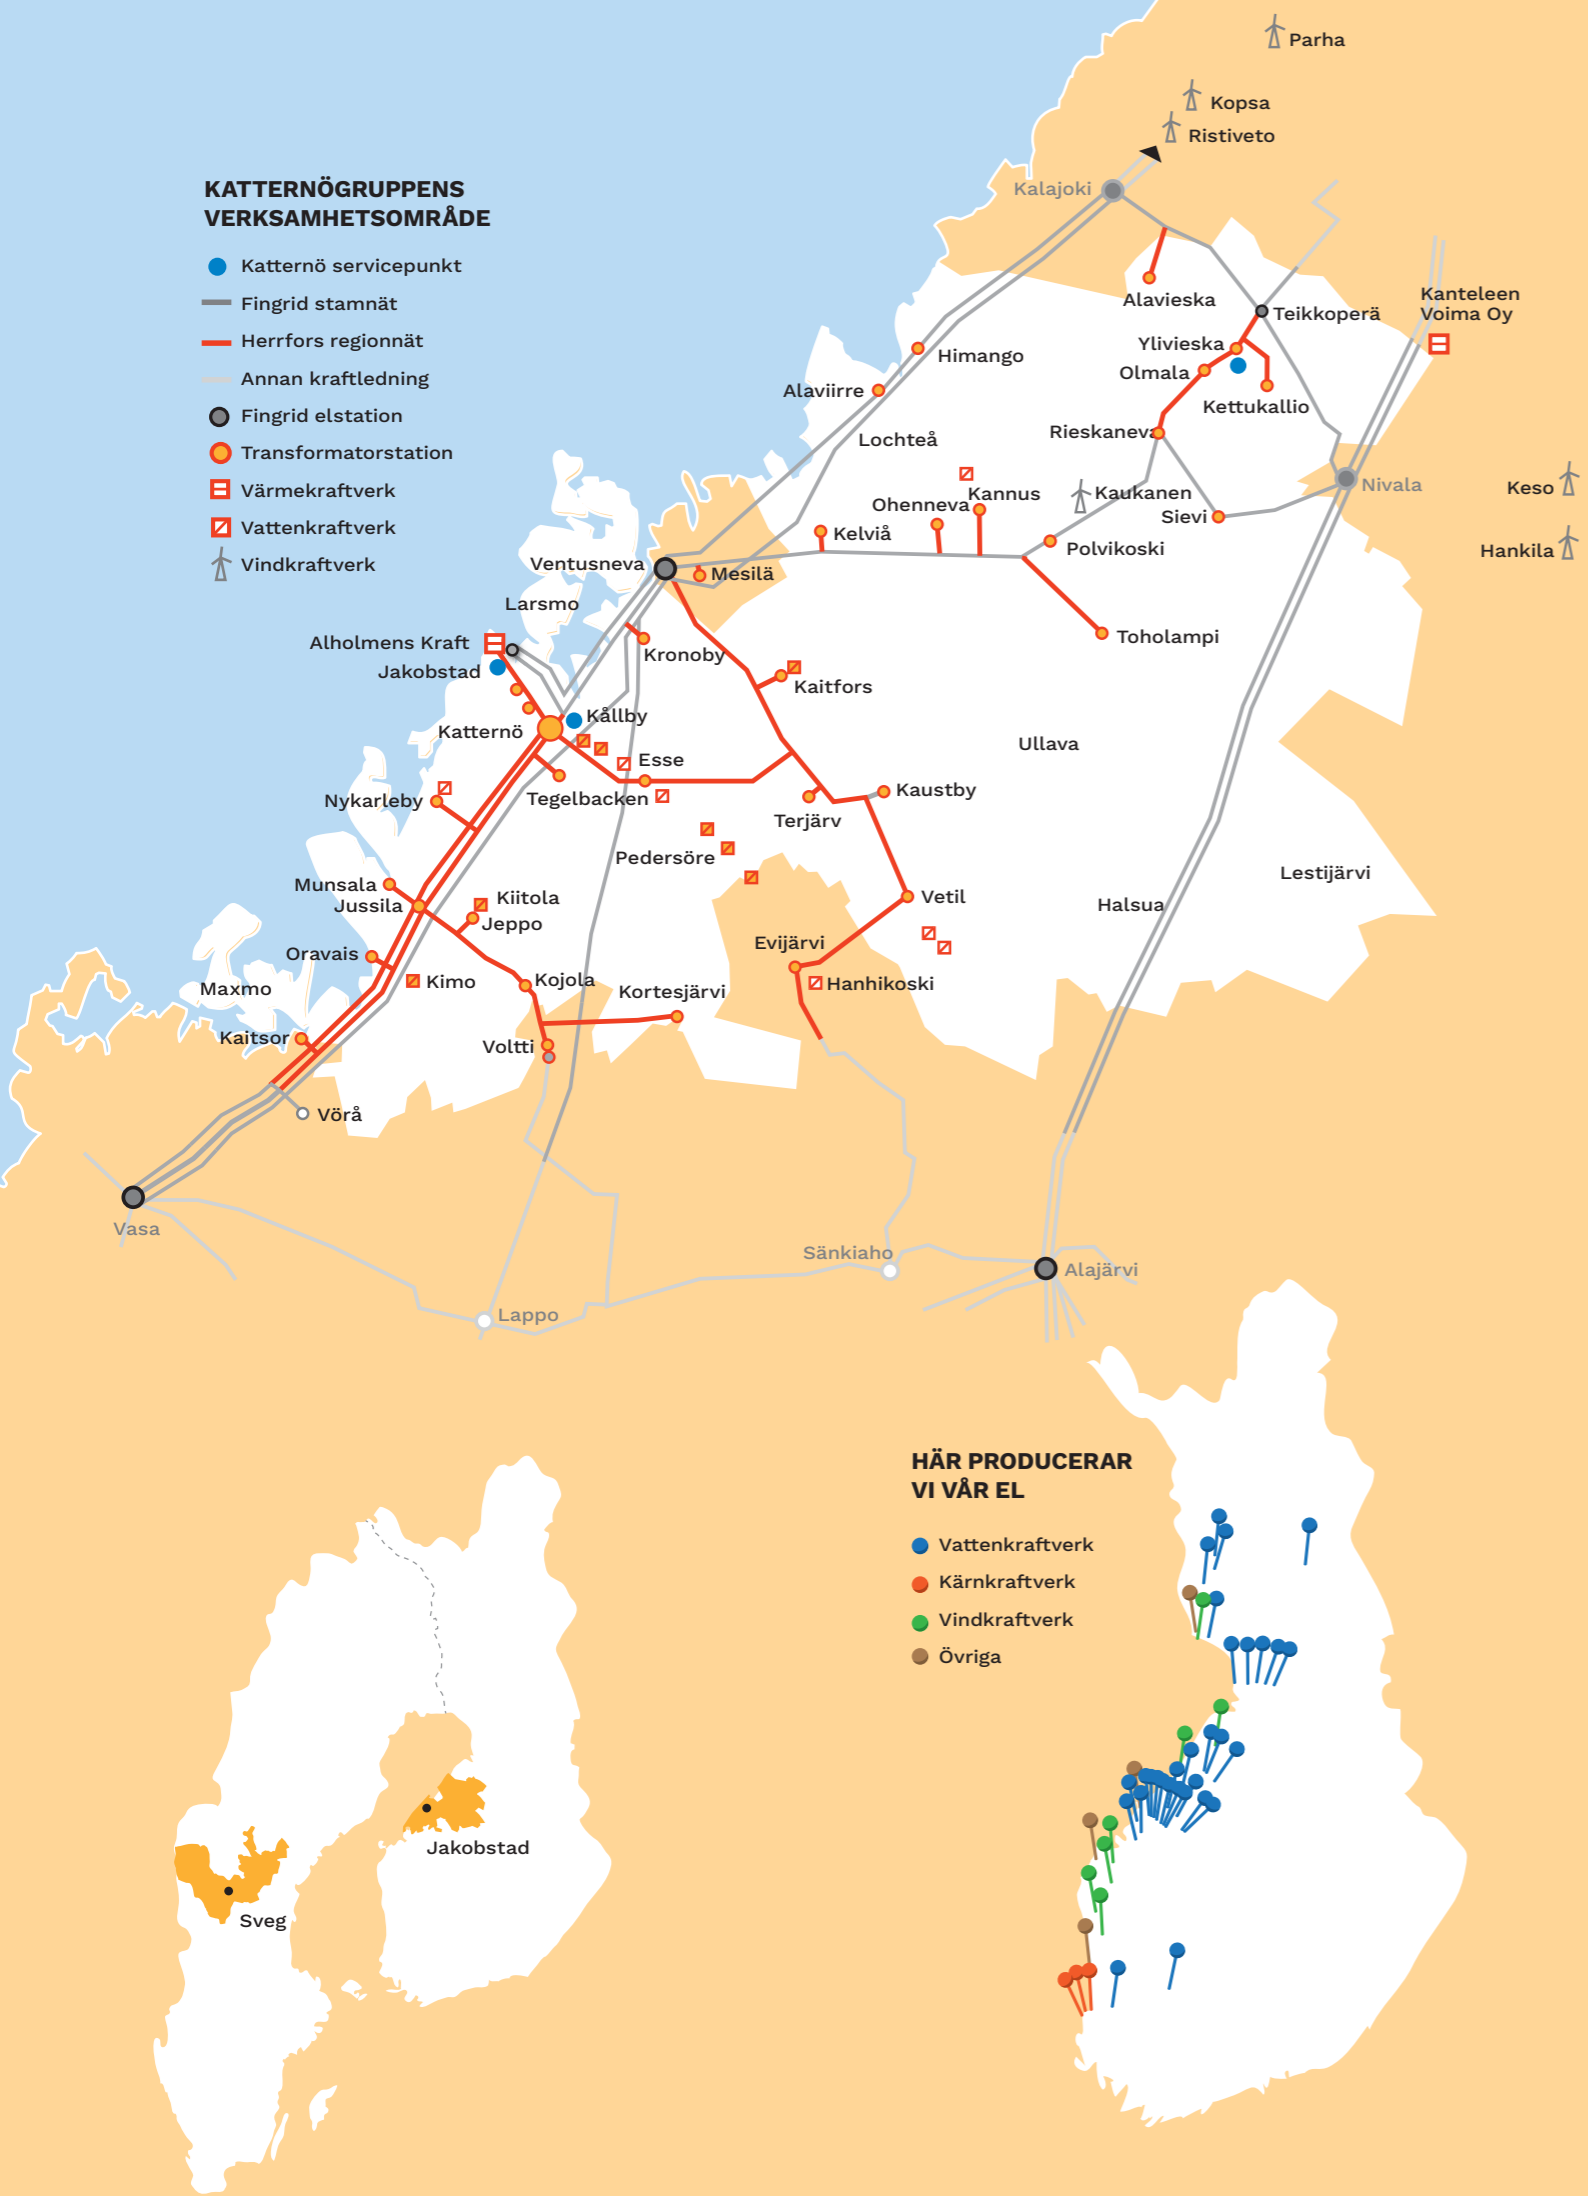 Parha
Kopsa
Ristiveto
KATTERNÖGRUPPENS
VERKSAMHETSOMRÅDE
Katternö servicepunkt
Fingrid stamnät
Herrfors regionnät
Annan kraftledning
Fingrid elstation
Transformatorstation
Värmekraftverk
Vattenkraftverk
Vindkraftverk
Kalajoki
Alavieska
Teikkoperä
Kanteleen
Voima Oy
Ylivieska
Olmala
Himango
Alaviirre
Kettukallio
Rieskaneva
Lochteå
Nivala
Keso
Kaukanen
Kannus
Ohenneva
Sievi
Kelviå
Polvikoski
Hankila
Ventusneva
Mesilä
Larsmo
Toholampi
Alholmens Kraft
Kronoby
Jakobstad
Kaitfors
Kållby
Katternö
Ullava
Esse
Kaustby
Tegelbacken
Nykarleby
Terjärv
Pedersöre
Lestijärvi
Munsala
Jussila
Kiitola
Vetil
Halsua
Jeppo
Evijärvi
Oravais
Kimo
Kojola
Hanhikoski
Maxmo
Kortesjärvi
Kaitsor
Voltti
Vörå
Vasa
Sänkiaho
Alajärvi
Lappo
HÄR PRODUCERAR
VI VÅR EL
Vattenkraftverk
Kärnkraftverk
Vindkraftverk
Övriga
Jakobstad
Sveg